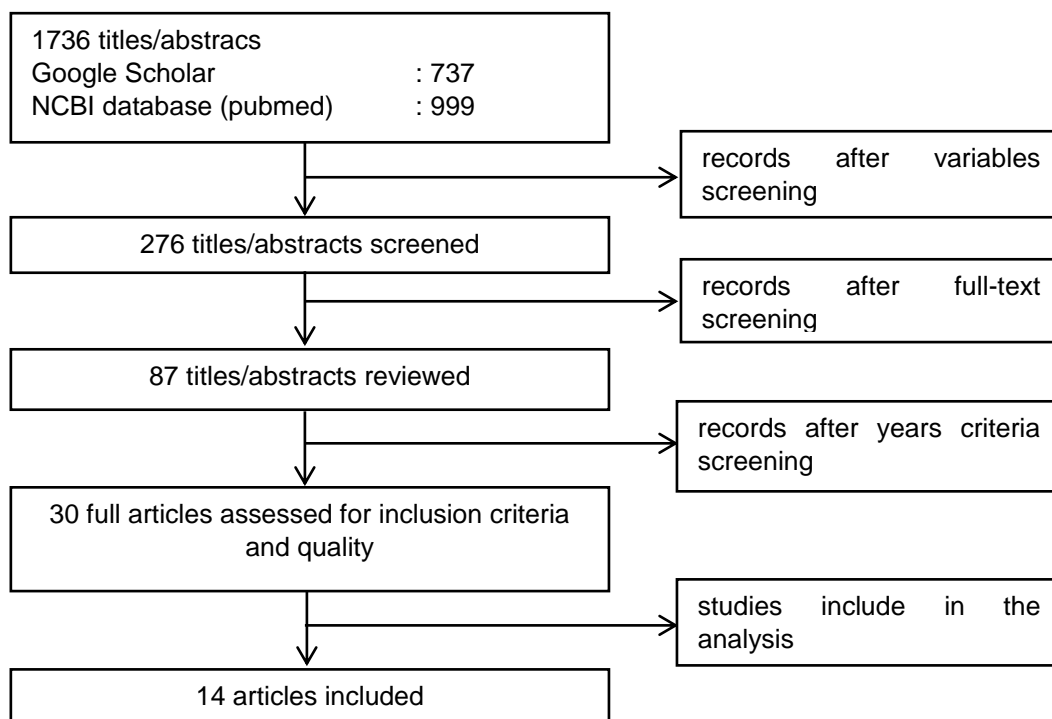 1736 titles/abstracs
Google Scholar : 737
NCBI database (pubmed) : 999
records after variables
screening
276 titles/abstracts screened
records after full-text
screening
87 titles/abstracts reviewed
records after years criteria
screening
30 full articles assessed for inclusion criteria
and quality
studies include in the
analysis
14 articles included